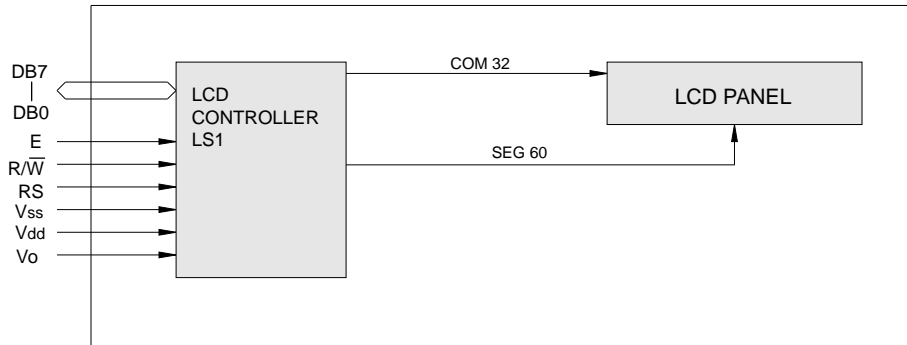 DB7
DB0
E
R/W̅
RS
Vss
Vdd
Vo
LCD
CONTROLLER
LS1
COM 32
SEG 60
LCD PANEL